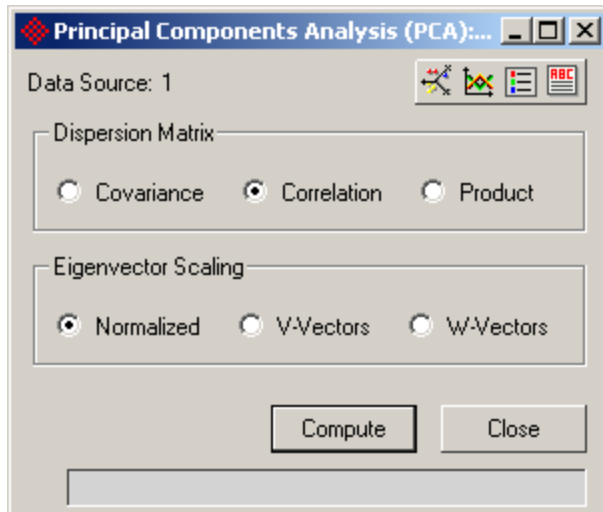 Principal Components Analysis (PCA):...
Data Source: 1
ABC
Dispersion Matrix
Covariance Correlation Product
Eigenvector Scaling
Normalized V-Vectors W-Vectors
Compute Close